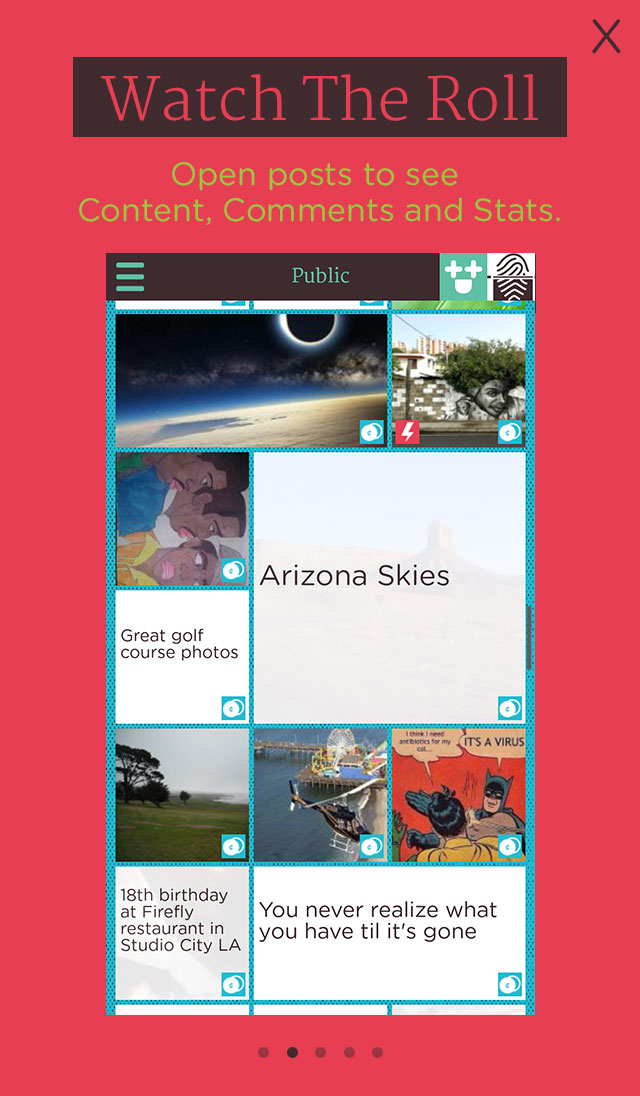 X
Watch The Roll
Open posts to see
Content, Comments and Stats.
Public
Arizona Skies
Great golf
course photos
I think I need
antibiotics for my
col....
IT'S A VIRUS
18th birthday
at Firefly
restaurant in
Studio City LA
You never realize what
you have til it's gone